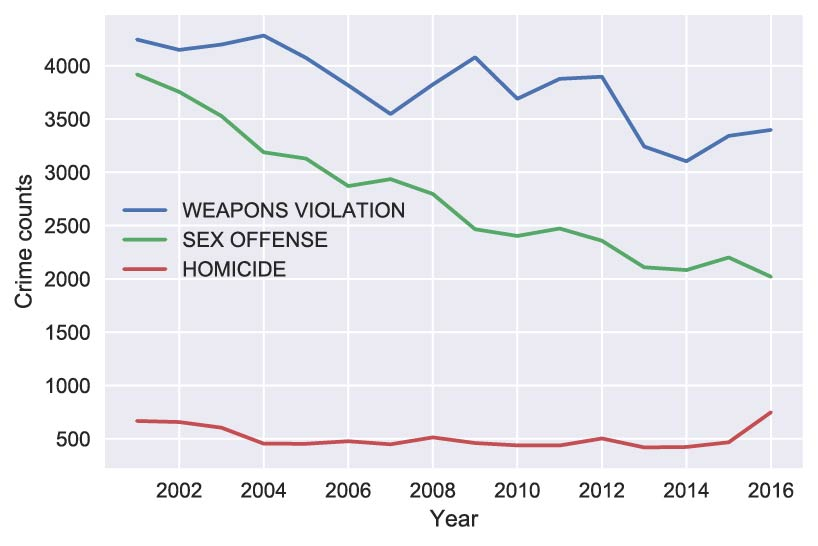 4000
3500
3000
2500
2000
1500
1000
500
Crime counts
WEAPONS VIOLATION
SEX OFFENSE
HOMICIDE
2002 2004 2006 2008 2010 2012 2014 2016
Year